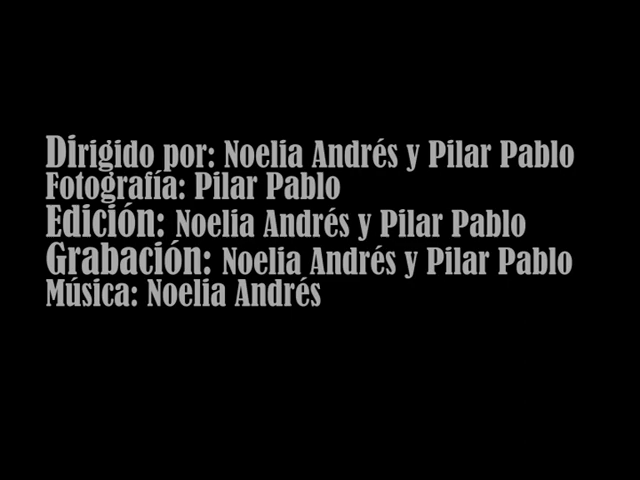 Dirigido por: Noelia Andrés y Pilar Pablo
Fotografía: Pilar Pablo
Edición: Noelia Andrés y Pilar Pablo
Grabación: Noelia Andrés y Pilar Pablo
Música: Noelia Andrés